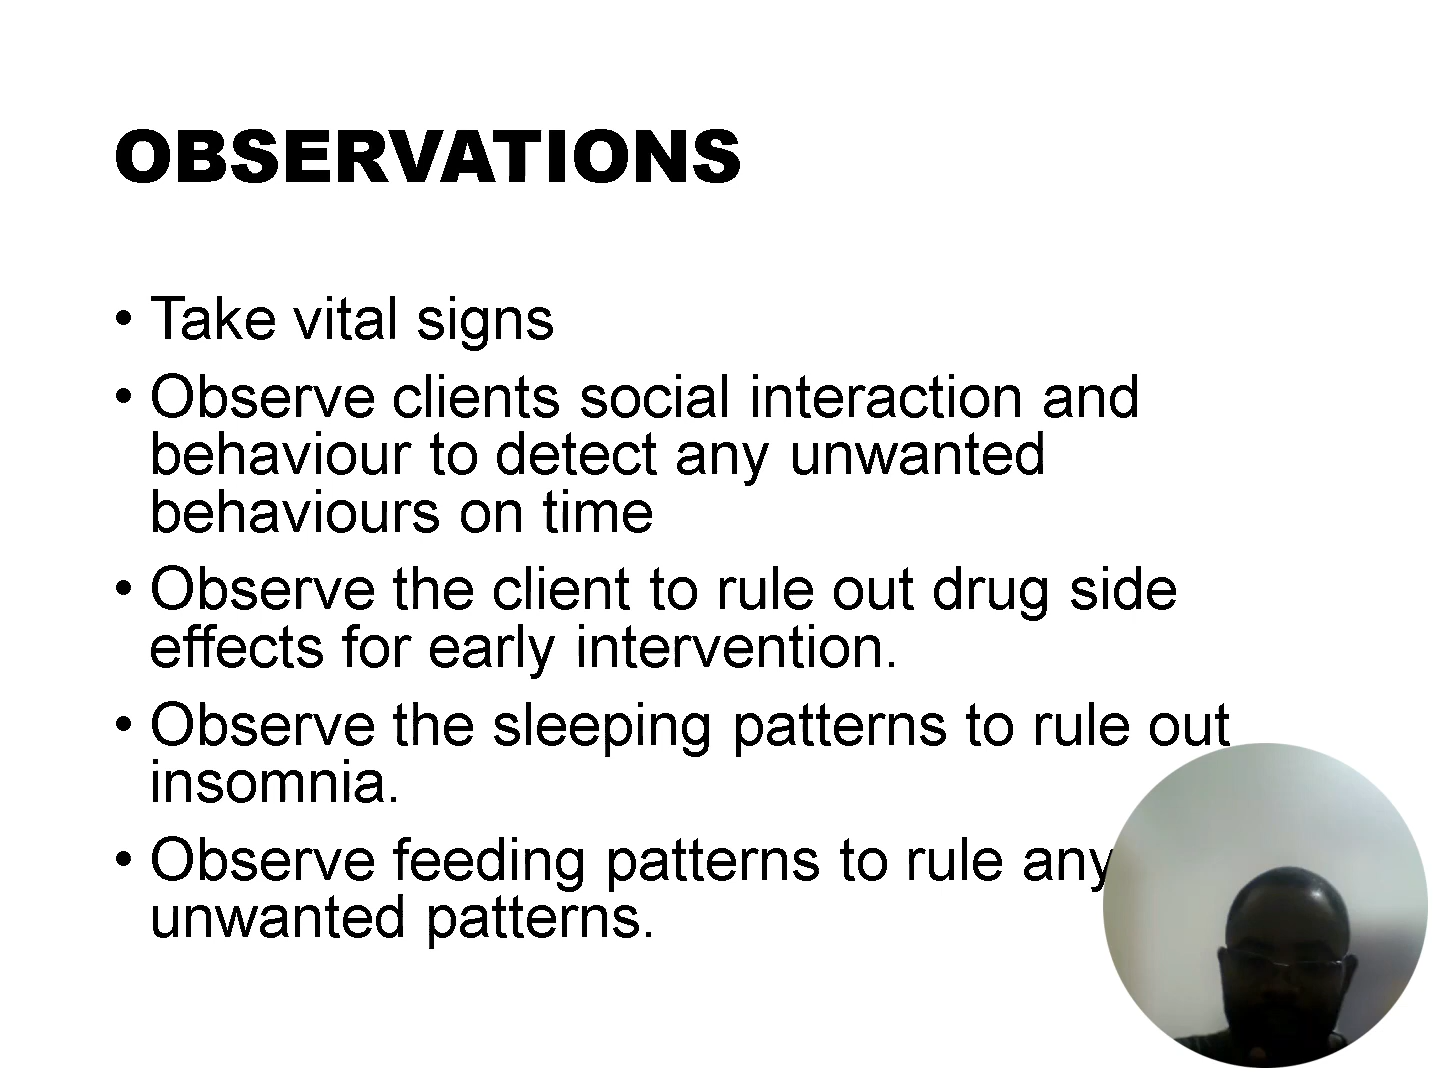 OBSERVATIONS
• Take vital signs
• Observe clients social interaction and
behaviour to detect any unwanted
behaviours on time
• Observe the client to rule out drug side
effects for early intervention.
• Observe the sleeping patterns to rule out
insomnia.
• Observe feeding patterns to rule any
unwanted patterns.